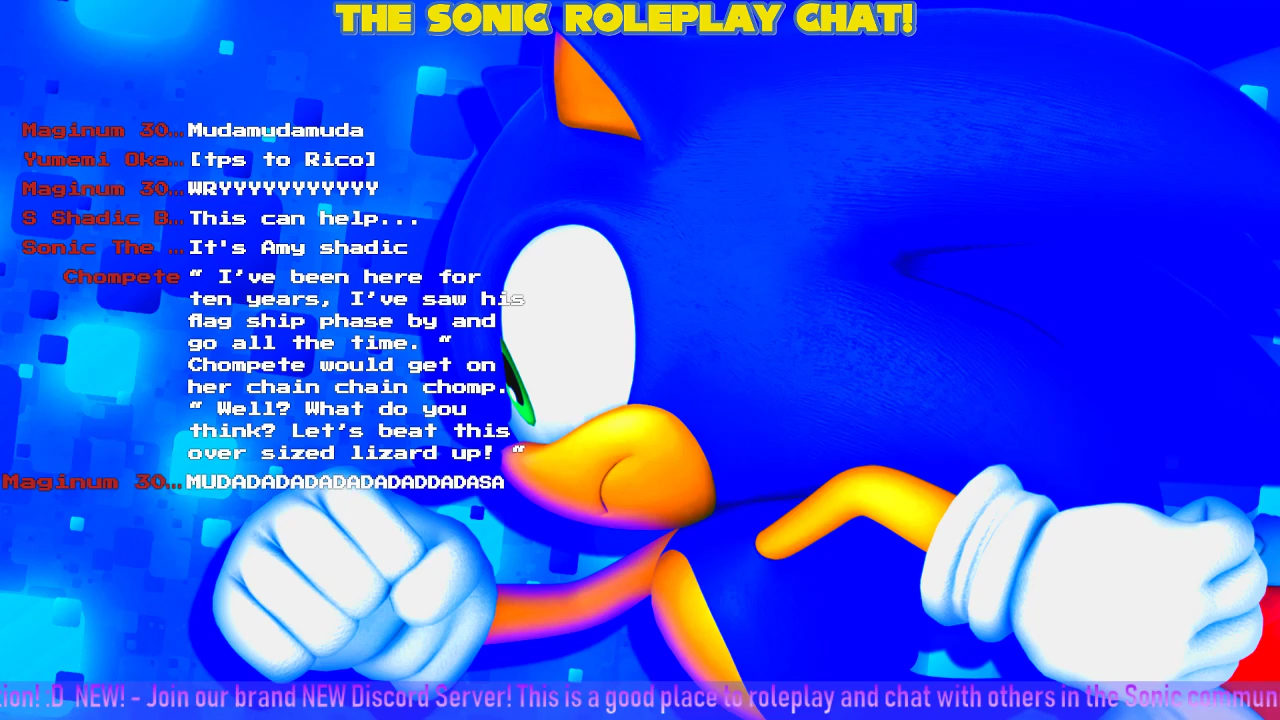 THE SONIC ROLEPLAY CHAT!
Maginum 30... Mudamudamuda
Yumemi Oka... [tps to Rico]
Maginum 30... WRYYYYYYYYYYY
S Shadic B... This can help...
Sonic The ... It's Amy shadic
Chompete “ I’ve been here for
ten years, I’ve saw his
flag ship phase by and
go all the time. “
Chompete would get on
her chain chain chomp.
“ Well? What do you
think? Let’s beat this
over sized lizard up! “
Maginum 30... MUDADADADADADADADDADASA
ion! :D NEW! - Join our brand NEW Discord Server! This is a good place to roleplay and chat with others in the Sonic commun